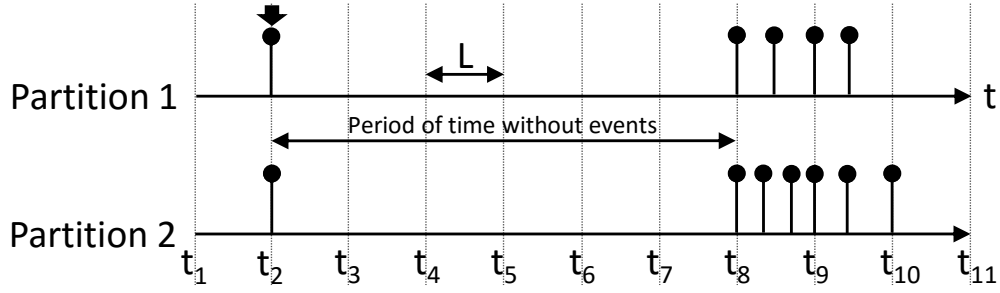 L
Partition 1
t
Period of time without events
Partition 2
t₁ t₂ t₃ t₄ t₅ t₆ t₇ t₈ t₉ t₁₀ t₁₁